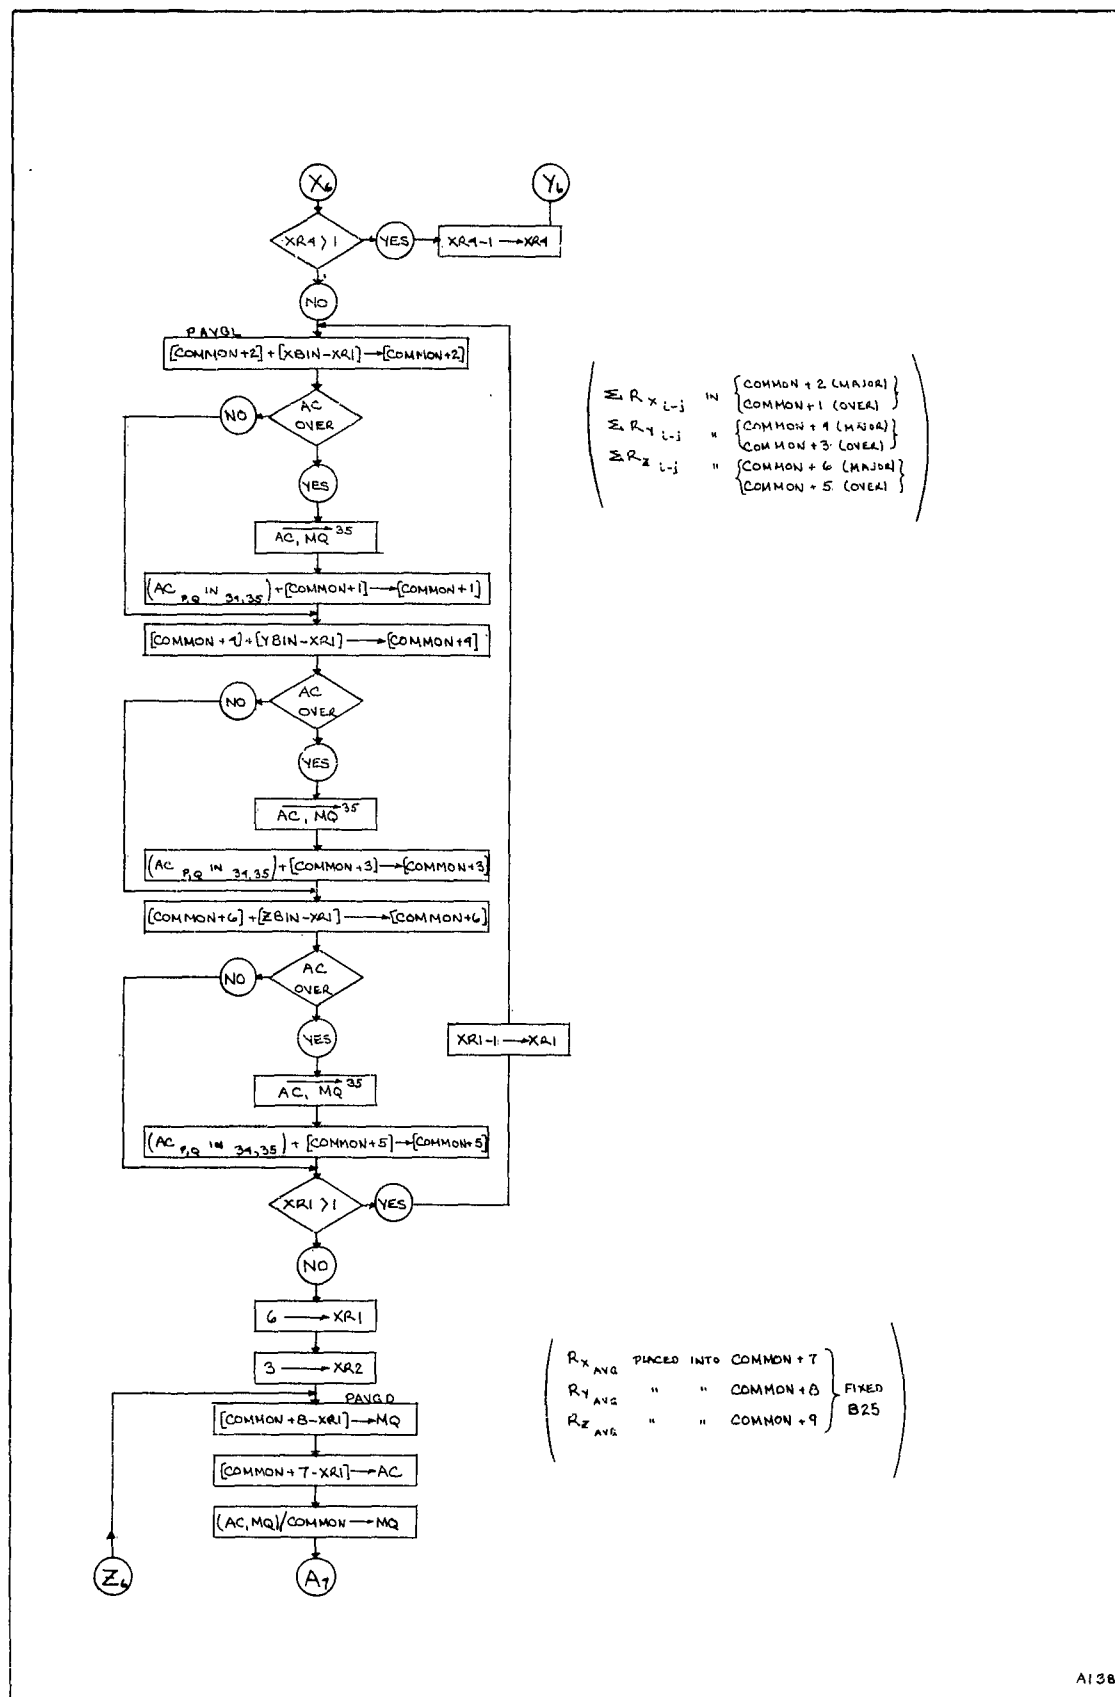 X6
Y6
XR4 > 1
YES
XR4-1 → XR4
NO
PAVGL
[COMMON+2] + [XBIN-XR1] → [COMMON+2]
NO
AC
OVER
YES
AC, MQ 35
(AC P,Q IN 34,35) + [COMMON+1] → [COMMON+1]
[COMMON+4] + [YBIN-XR1] → [COMMON+4]
NO
AC
OVER
YES
AC, MQ 35
(AC P,Q IN 34,35) + [COMMON+3] → [COMMON+3]
[COMMON+6] + [ZBIN-XR1] → [COMMON+6]
NO
AC
OVER
YES
XR1-1 → XR1
AC, MQ 35
(AC P,Q IN 34,35) + [COMMON+5] → [COMMON+5]
XR1 > 1
YES
NO
6 → XR1
3 → XR2
PAVGD
[COMMON+8-XR1] → MQ
[COMMON+7-XR1] → AC
(AC, MQ)/COMMON → MQ
Z6
A7
Σ R X i-j IN {COMMON + 2 (MAJOR)
COMMON + 1 (OVER)}
Σ R Y i-j " {COMMON + 4 (MAJOR)
COMMON + 3 (OVER)}
Σ R Z i-j " {COMMON + 6 (MAJOR)
COMMON + 5 (OVER)}
R X AVG PLACED INTO COMMON + 7
R Y AVG " " COMMON + 8
R Z AVG " " COMMON + 9
FIXED
B25
A138